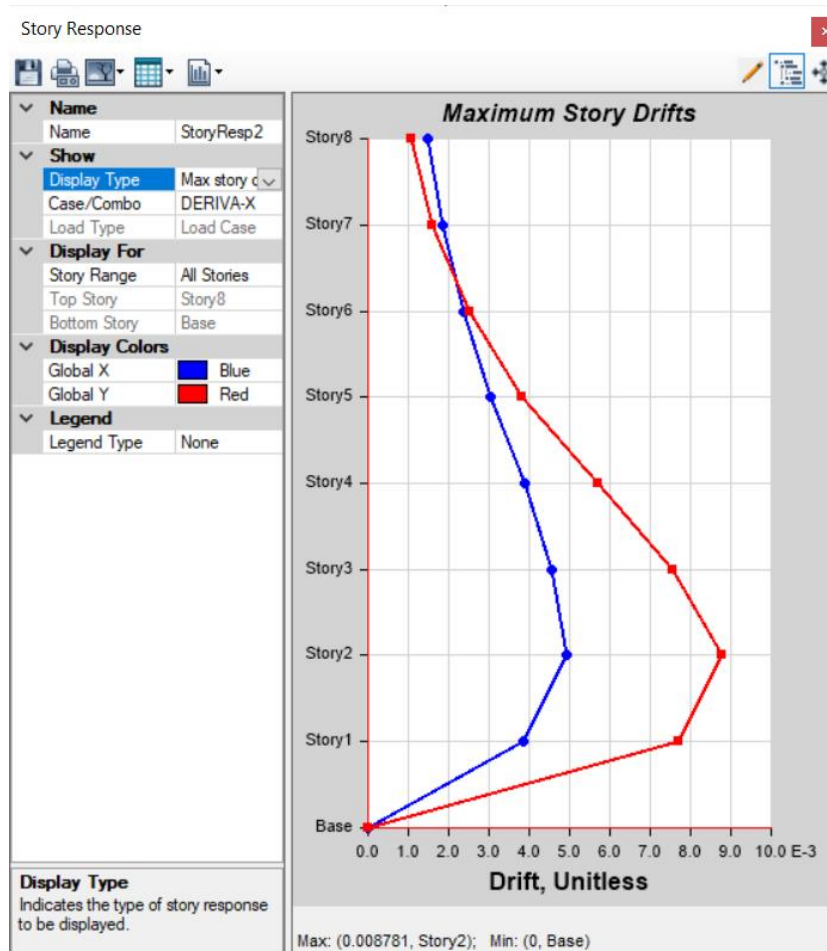 Story Response
Name
Name StoryResp2
Show
Display Type Max story c
Case/Combo DERIVA-X
Load Type Load Case
Display For
Story Range All Stories
Top Story Story8
Bottom Story Base
Display Colors
Global X Blue
Global Y Red
Legend
Legend Type None
Display Type
Indicates the type of story response
to be displayed.
Maximum Story Drifts
Story8
Story7
Story6
Story5
Story4
Story3
Story2
Story1
Base
0.0 1.0 2.0 3.0 4.0 5.0 6.0 7.0 8.0 9.0 10.0 E-3
Drift, Unitless
Max: (0.008781, Story2); Min: (0, Base)